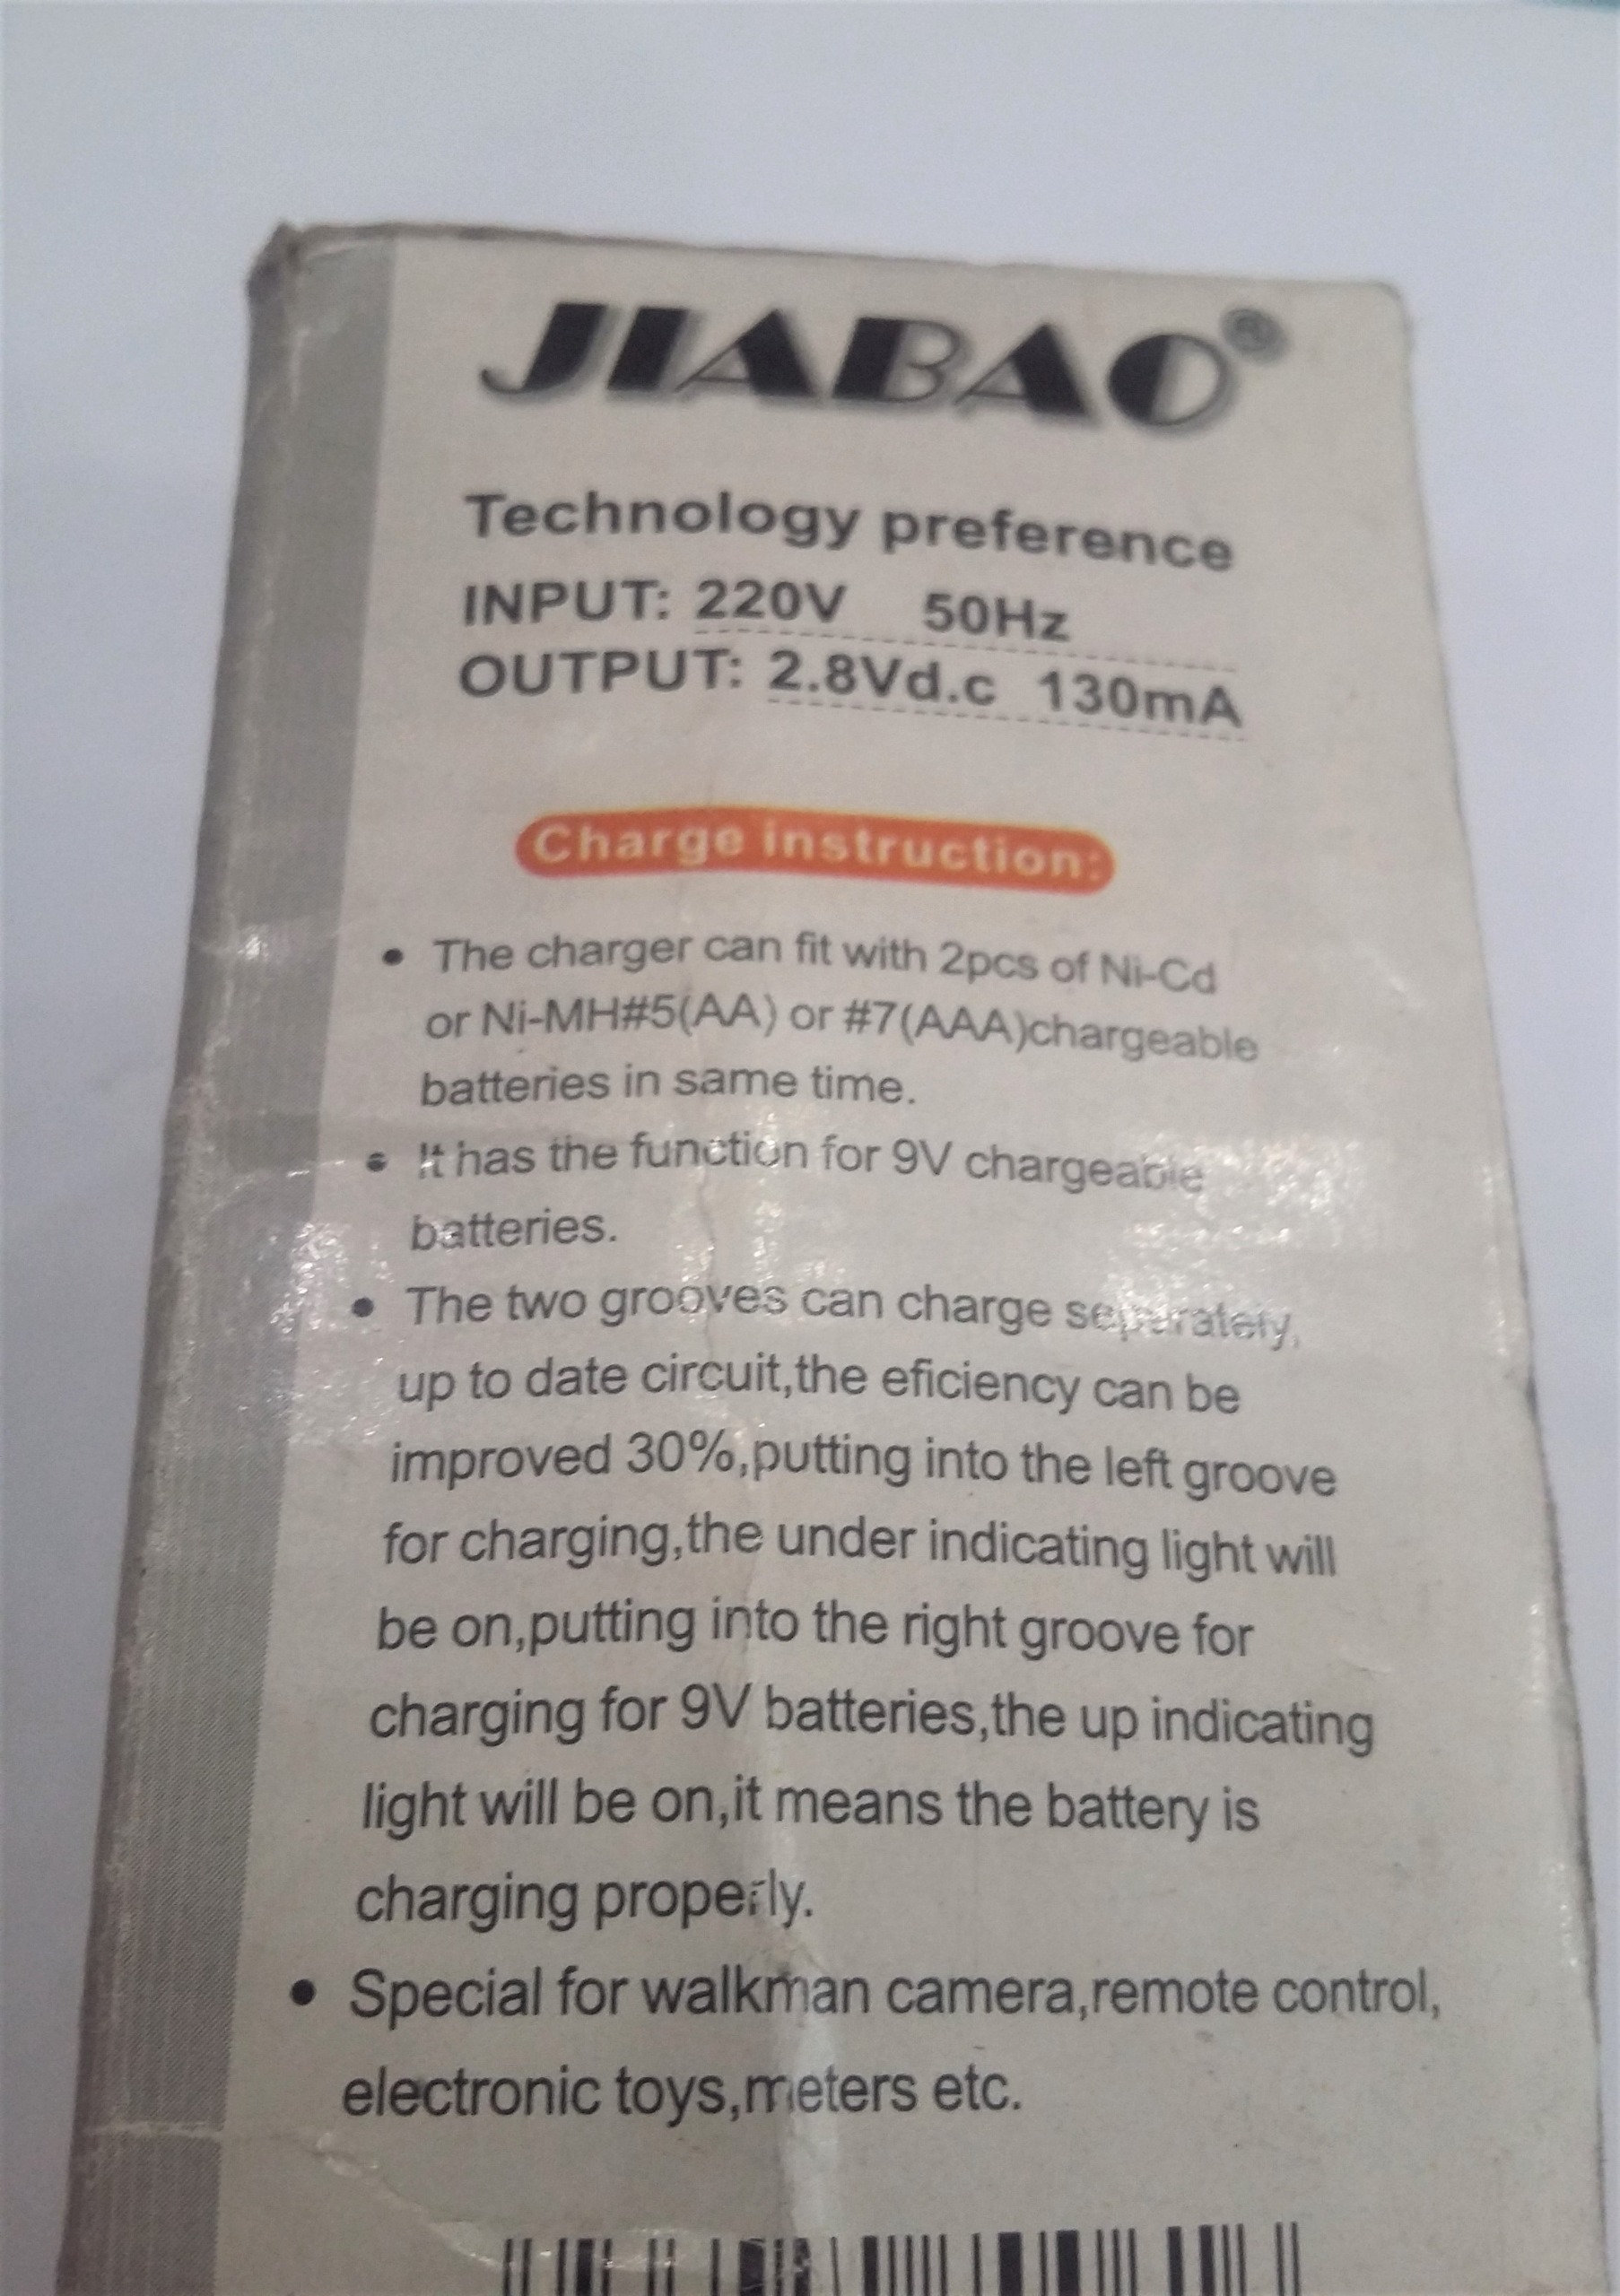 JIABAO®
Technology preference
INPUT: 220V 50Hz
OUTPUT: 2.8Vd.c 130mA
Charge instruction:
• The charger can fit with 2pcs of Ni-Cd
or Ni-MH#5(AA) or #7(AAA)chargeable
batteries in same time.
• It has the function for 9V chargeable
batteries.
• The two grooves can charge separately,
up to date circuit,the eficiency can be
improved 30%,putting into the left groove
for charging,the under indicating light will
be on,putting into the right groove for
charging for 9V batteries,the up indicating
light will be on,it means the battery is
charging properly.
• Special for walkman camera,remote control,
electronic toys,meters etc.